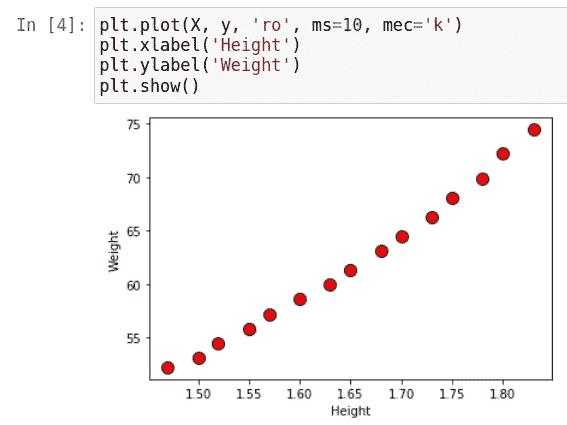 In [4]: plt.plot(X, y, 'ro', ms=10, mec='k')
plt.xlabel('Height')
plt.ylabel('Weight')
plt.show()
75
70
65
60
55
Weight
1.50 1.55 1.60 1.65 1.70 1.75 1.80
Height